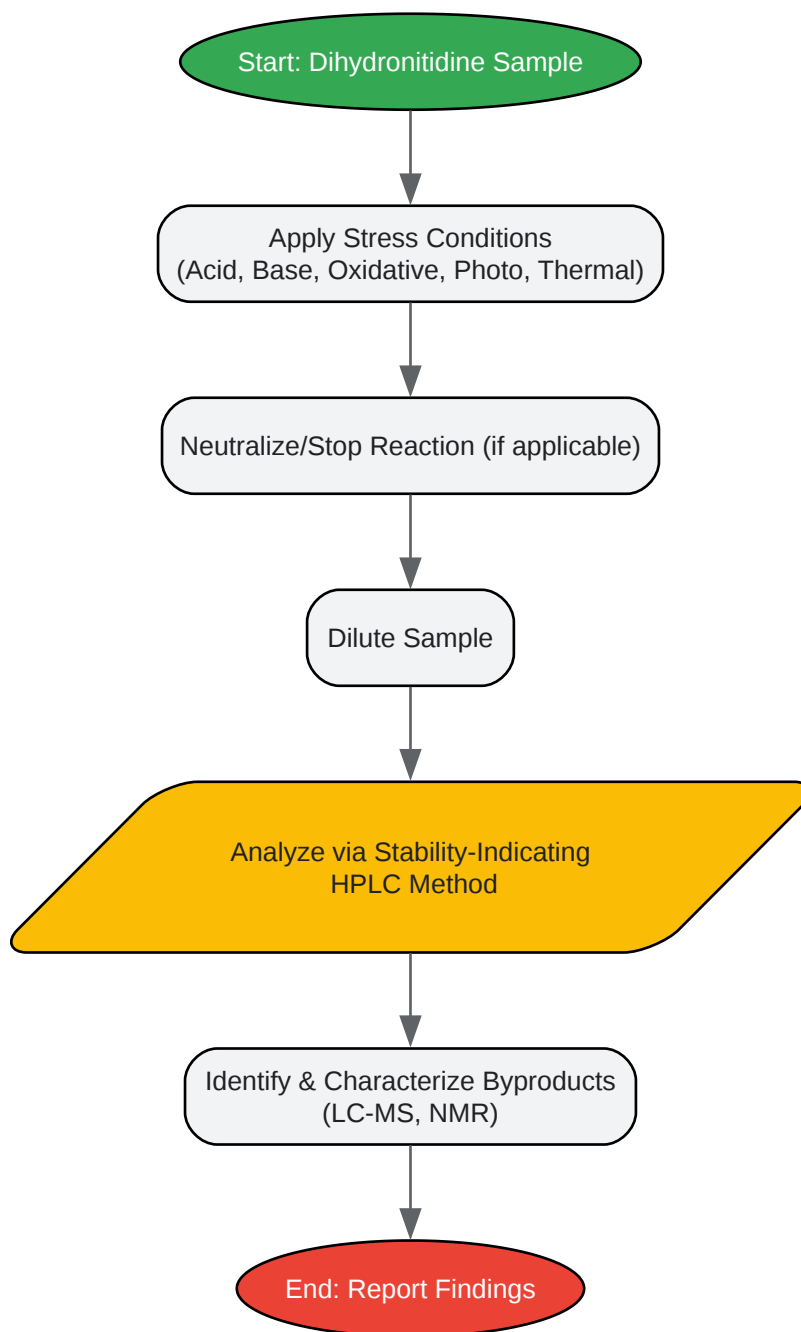 Start: Dihydronitidine Sample
Apply Stress Conditions
(Acid, Base, Oxidative, Photo, Thermal)
Neutralize/Stop Reaction (if applicable)
Dilute Sample
Analyze via Stability-Indicating
HPLC Method
Identify & Characterize Byproducts
(LC-MS, NMR)
End: Report Findings